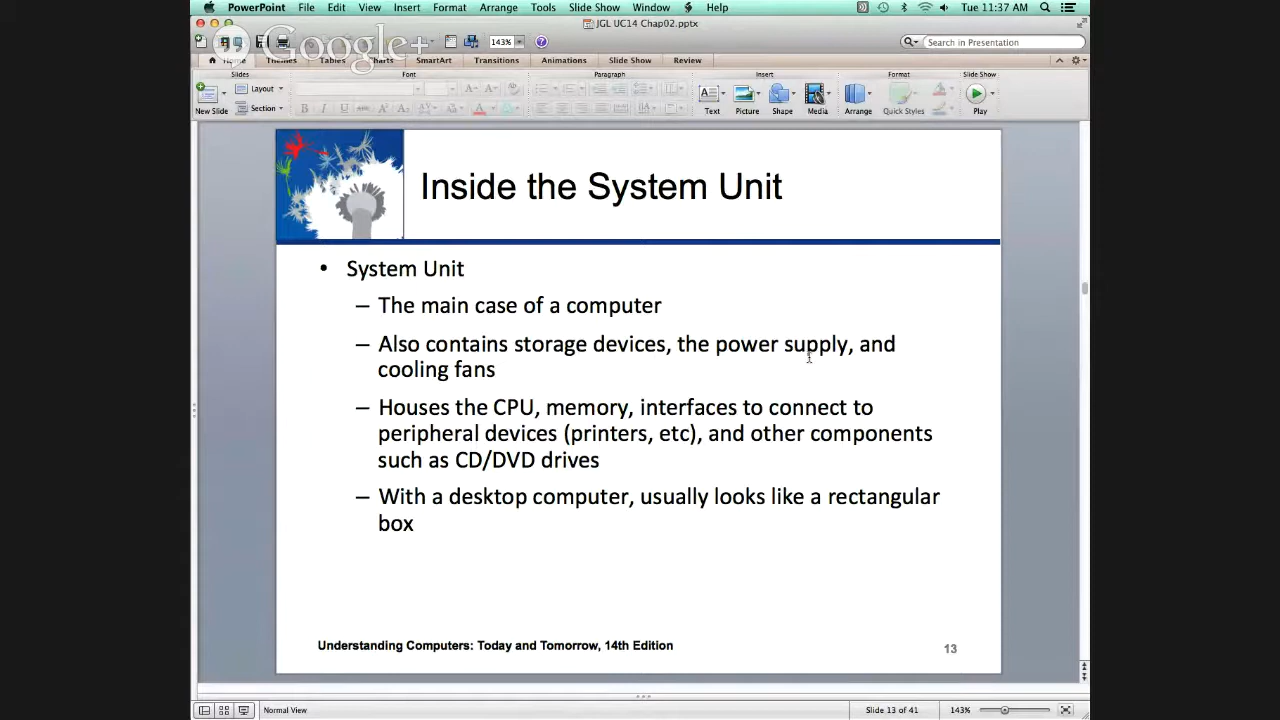 PowerPoint File Edit View Insert Format Arrange Tools Slide Show Window Help Tue 11:37 AM
JGL UC14 Chap02.pptx
Google+
143% Search in Presentation
Home Themes Tables Charts SmartArt Transitions Animations Slide Show Review
Slides Font Paragraph Insert Format Slide Show
Layout
Section
New Slide Text Picture Shape Media Arrange Quick Styles Play
Inside the System Unit
• System Unit
– The main case of a computer
– Also contains storage devices, the power supply, and
cooling fans
– Houses the CPU, memory, interfaces to connect to
peripheral devices (printers, etc), and other components
such as CD/DVD drives
– With a desktop computer, usually looks like a rectangular
box
Understanding Computers: Today and Tomorrow, 14th Edition
13
Normal View Slide 13 of 41 143%